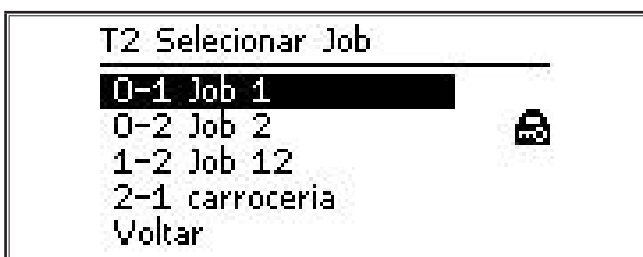 T2 Selecionar Job
0-1 Job 1
0-2 Job 2
1-2 Job 12
2-1 carroceria
Voltar